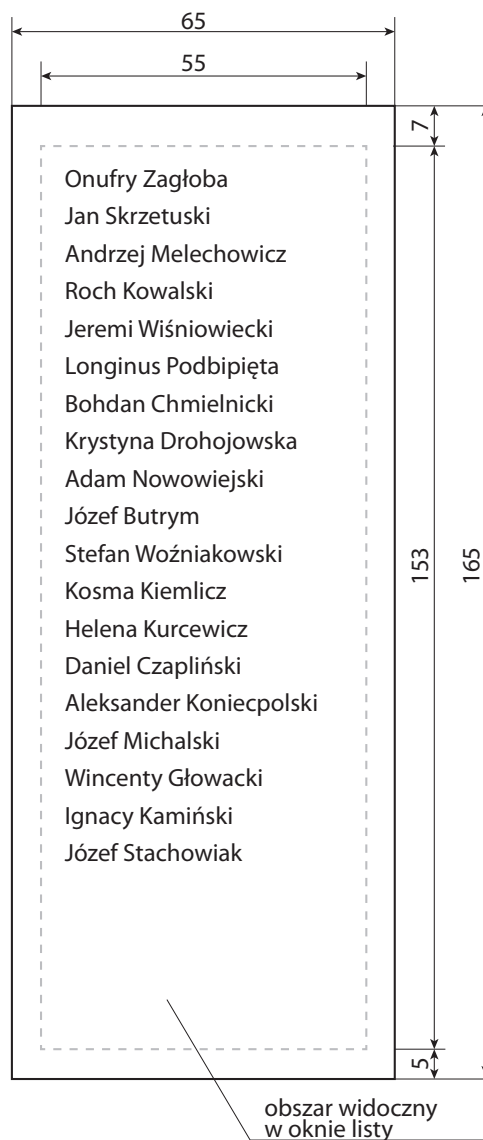 65
55
7
Onufry Zagłoba
Jan Skrzetuski
Andrzej Melechowicz
Roch Kowalski
Jeremi Wiśniowiecki
Longinus Podbipięta
Bohdan Chmielnicki
Krystyna Drohojowska
Adam Nowowiejski
Józef Butrym
Stefan Woźniakowski
Kosma Kiemlicz
Helena Kurcewicz
Daniel Czapliński
Aleksander Koniecpolski
Józef Michalski
Wincenty Głowacki
Ignacy Kamiński
Józef Stachowiak
153
165
5
obszar widoczny
w oknie listy